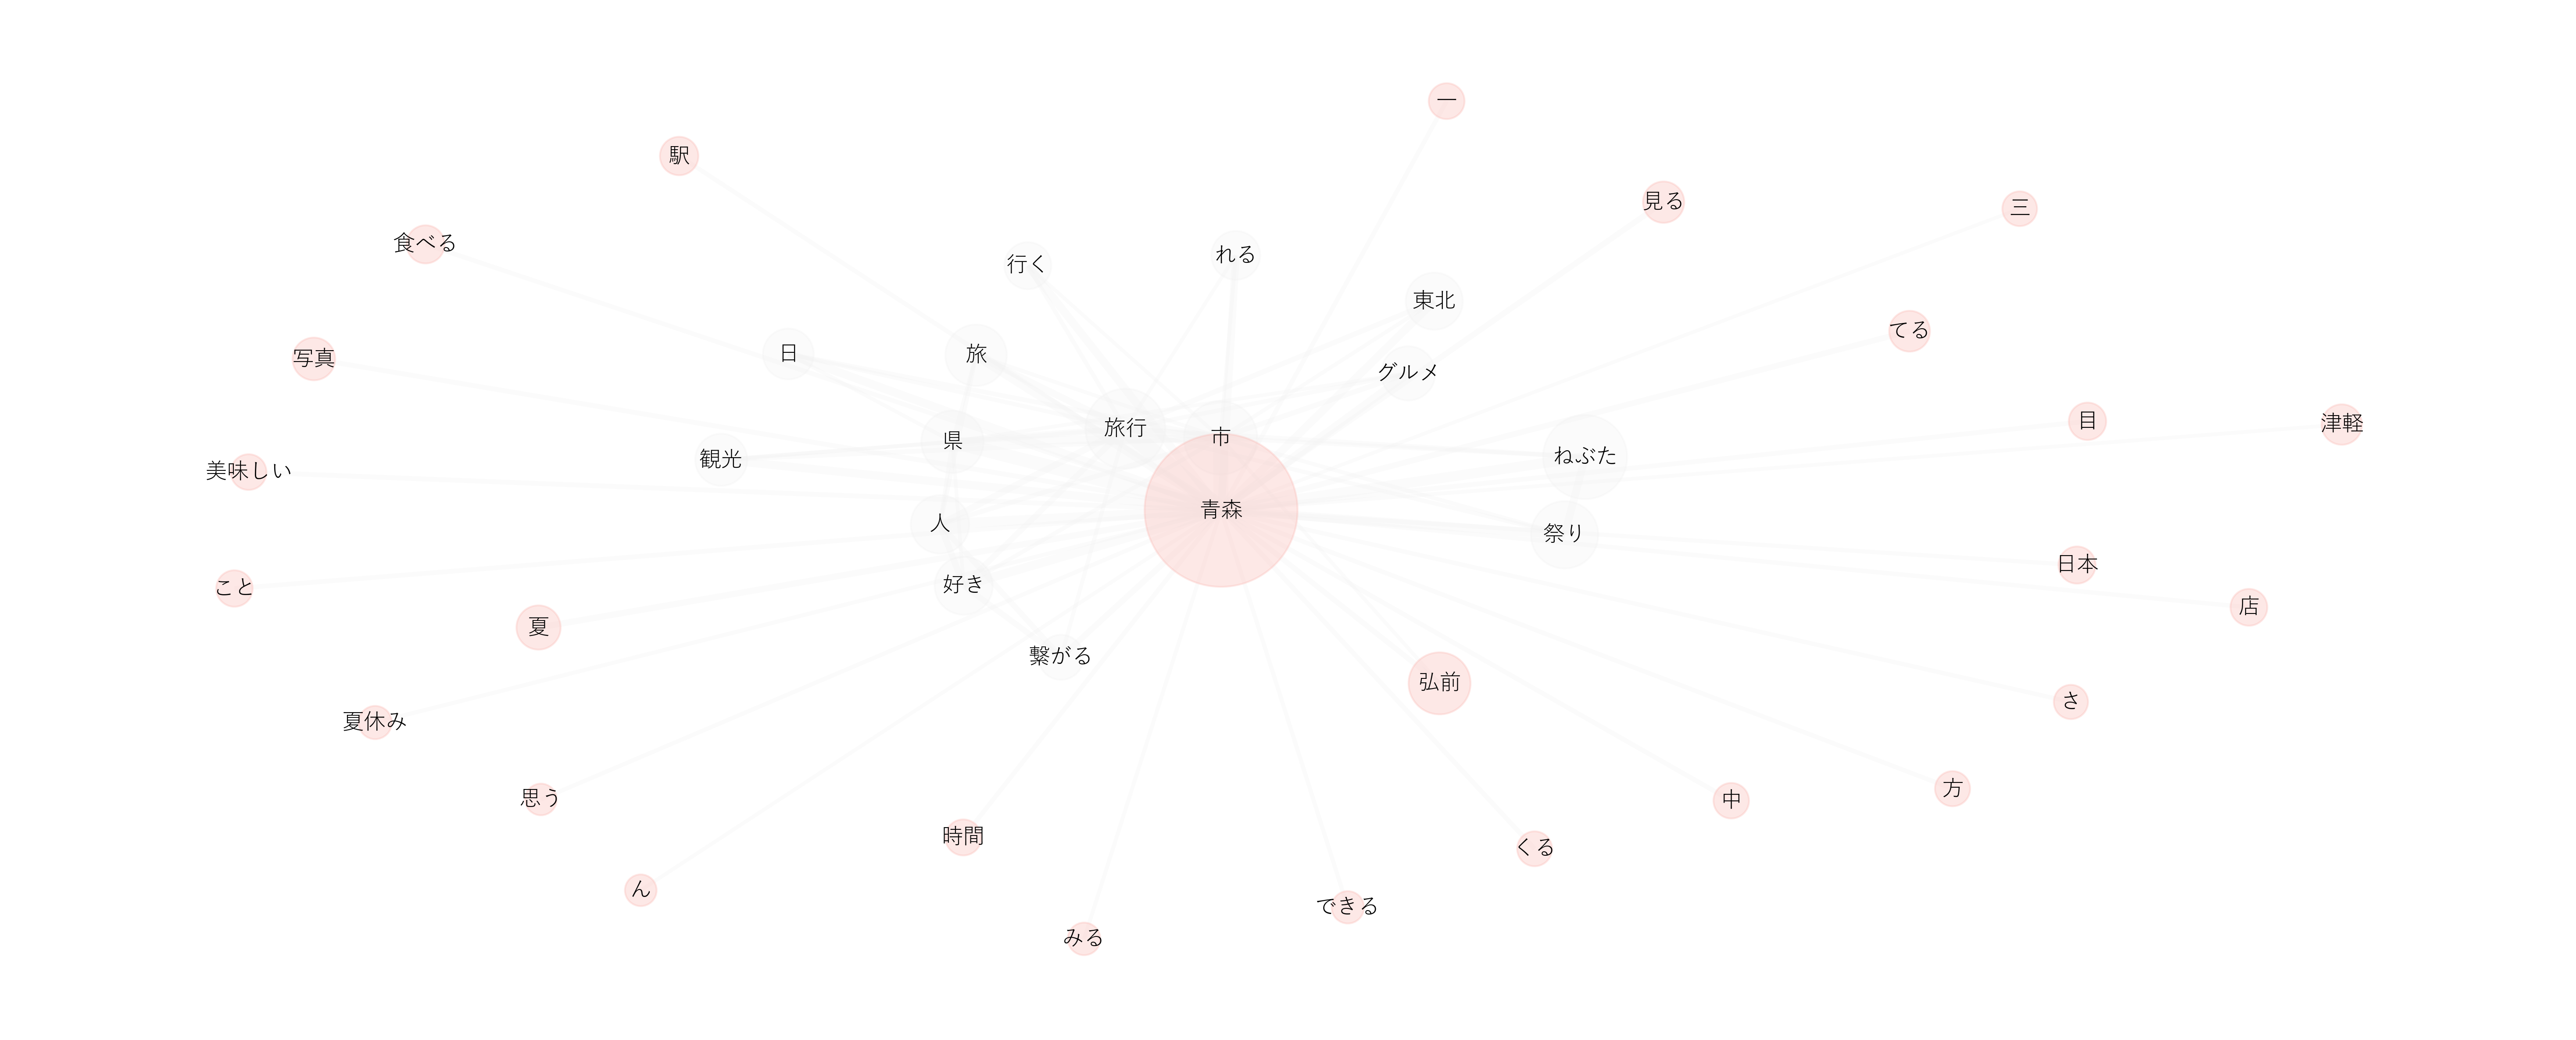 一
駅
見る
三
食べる
行く
れる
東北
てる
日
旅
写真
グルメ
目
津軽
旅行
市
県
観光
ねぶた
美味しい
青森
人
祭り
日本
好き
こと
店
夏
繋がる
弘前
さ
夏休み
方
思う
中
時間
くる
ん
できる
みる